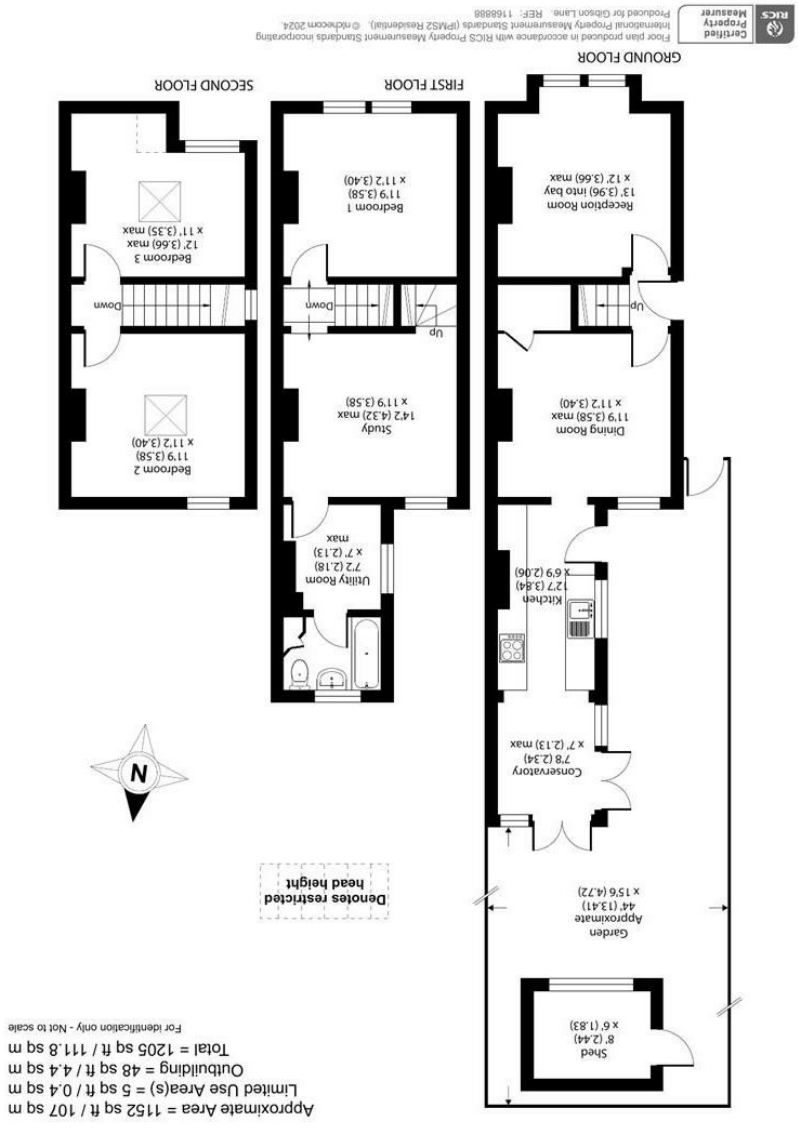 Approximate Area = 1152 sq ft / 107 sq m
Limited Use Area(s) = 5 sq ft / 0.4 sq m
Outbuilding = 48 sq ft / 4.4 sq m
Total = 1205 sq ft / 111.8 sq m
For identification only - Not to scale
Shed
8' (2.44)
x 6' (1.83)
Garden
Approximate
44' (13.41)
x 15'6 (4.72)
Denotes restricted
head height
N
Conservatory
7'8 (2.34)
x 7' (2.13) max
Kitchen
12'7 (3.84)
x 6'9 (2.06)
Dining Room
11'9 (3.58) max
x 11'2 (3.40)
Up
Reception Room
13' (3.96) into bay
x 12' (3.66) max
GROUND FLOOR
Utility Room
7'2 (2.18)
x 7' (2.13)
max
Study
14'2 (4.32) max
x 11'9 (3.58)
Up
Down
Bedroom 1
11'9 (3.58)
x 11'2 (3.40)
FIRST FLOOR
Bedroom 2
11'9 (3.58)
x 11'2 (3.40)
Down
Bedroom 3
12' (3.66) max
x 11' (3.35) max
SECOND FLOOR
RICS
Certified
Property
Measurer
Floor plan produced in accordance with RICS Property Measurement Standards incorporating
International Property Measurement Standards (IPMS2 Residential). © nichecom 2024.
Produced for Gibson Lane. REF: 1168888